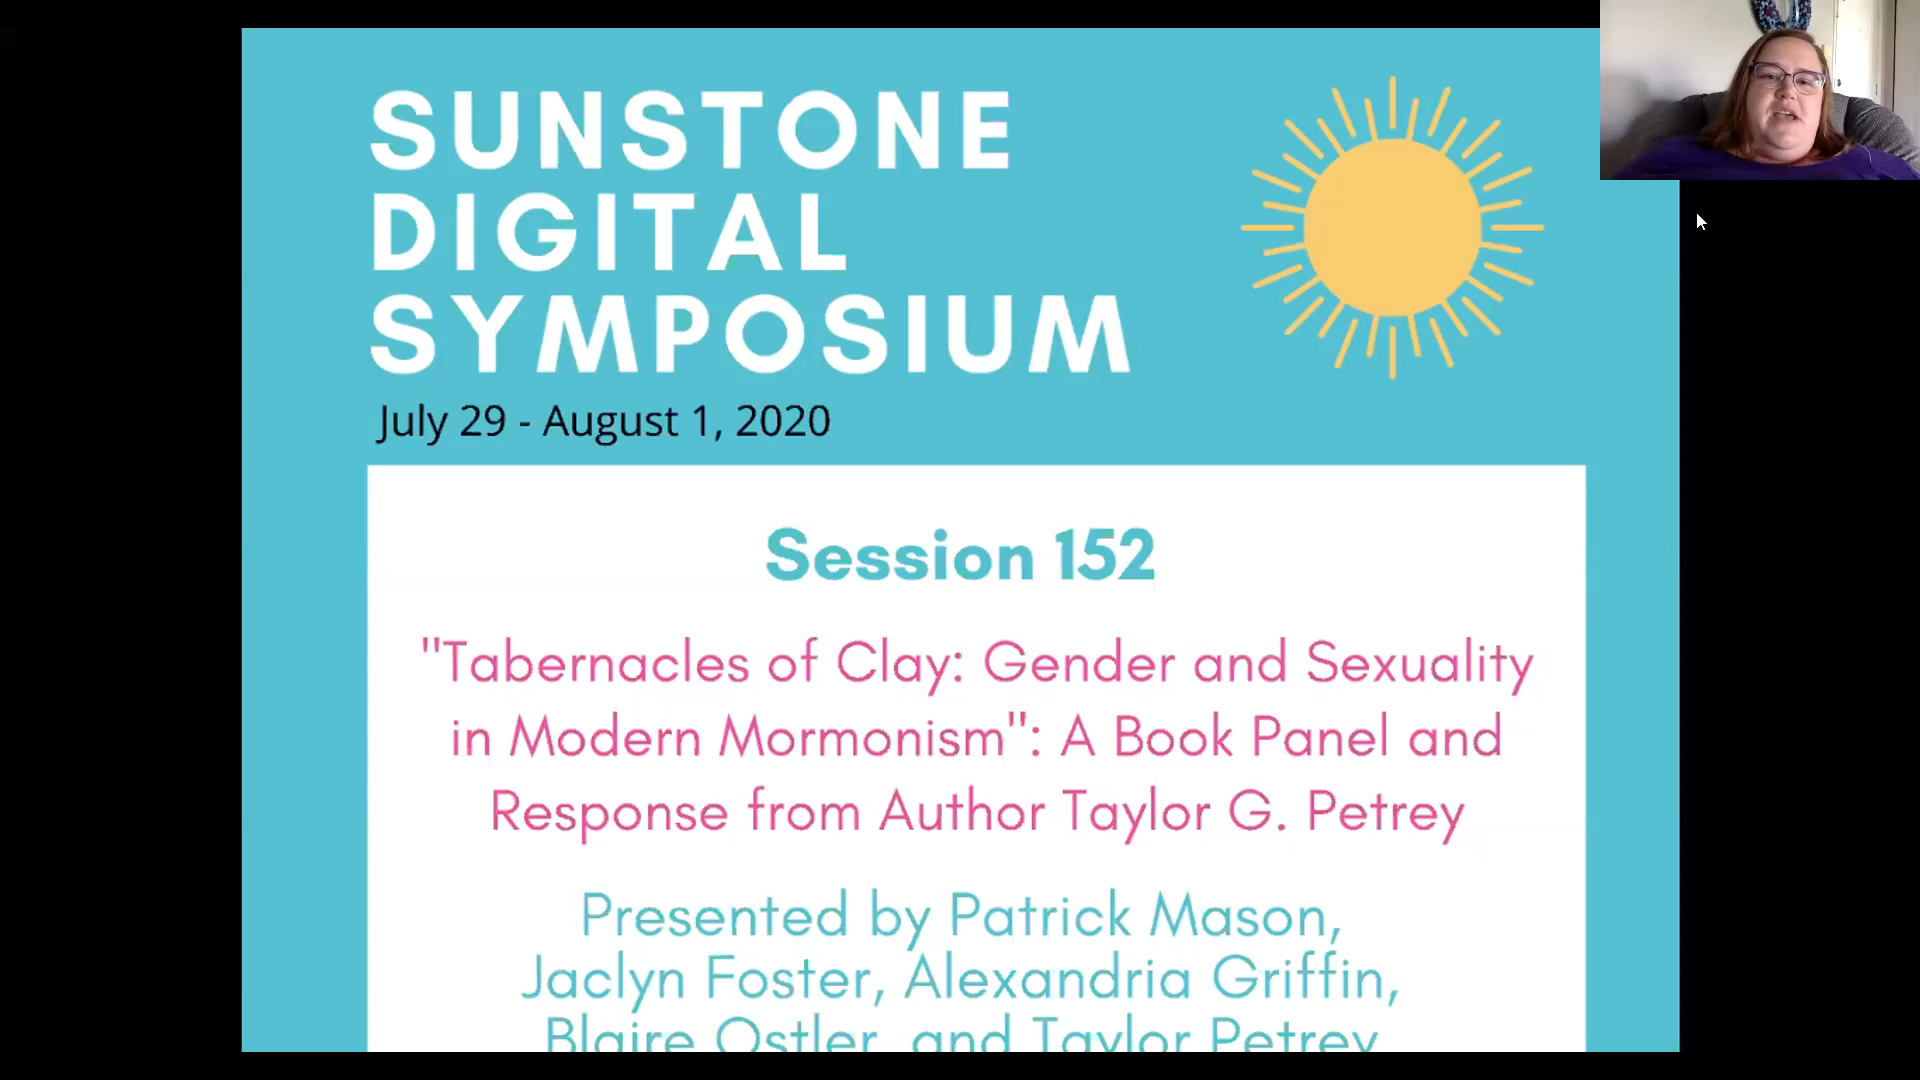 SUNSTONE
DIGITAL
SYMPOSIUM
July 29 - August 1, 2020
Session 152
"Tabernacles of Clay: Gender and Sexuality
in Modern Mormonism": A Book Panel and
Response from Author Taylor G. Petrey
Presented by Patrick Mason,
Jaclyn Foster, Alexandria Griffin,
Blaire Ostler, and Taylor Petrey